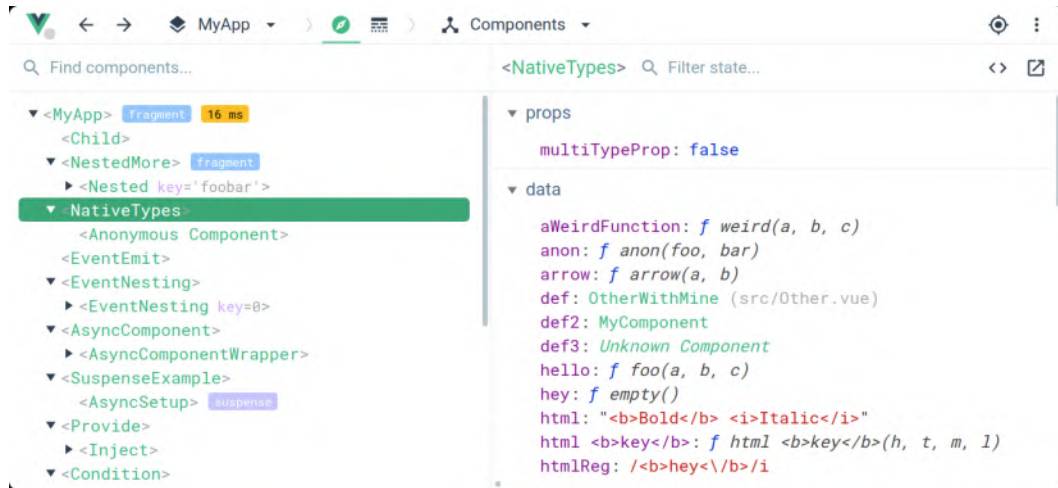 MyApp
Components
Find components...
<MyApp> fragment 16 ms
<Child>
<NestedMore> fragment
<Nested key='foobar'>
<NativeTypes>
<Anonymous Component>
<EventEmit>
<EventNesting>
<EventNesting key=0>
<AsyncComponent>
<AsyncComponentWrapper>
<SuspenseExample>
<AsyncSetup> suspense
<Provide>
<Inject>
<Condition>
<NativeTypes> Filter state...
props
multiTypeProp: false
data
aWeirdFunction: ƒ weird(a, b, c)
anon: ƒ anon(foo, bar)
arrow: ƒ arrow(a, b)
def: OtherWithMine (src/Other.vue)
def2: MyComponent
def3: Unknown Component
hello: ƒ foo(a, b, c)
hey: ƒ empty()
html: "<b>Bold</b> <i>Italic</i>"
html <b>key</b>: ƒ html <b>key</b>(h, t, m, l)
htmlReg: /<b>hey<\/b>/i